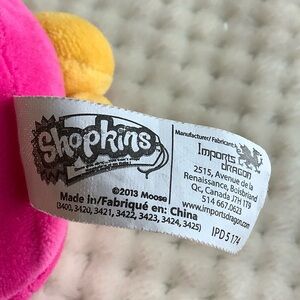 Shopkins
©2013 Moose
Made in/Fabriqué en: China
(3400, 3420, 3421, 3422, 3423, 3424, 3425)
Manufacturer/ Fabricant:
Imports
DRAGON
2515, Avenue de la
Renaissance, Boisbriand
Qc, Canada J7H 1T9
514 667.0623
www.importsdragon.com
IPD 5174